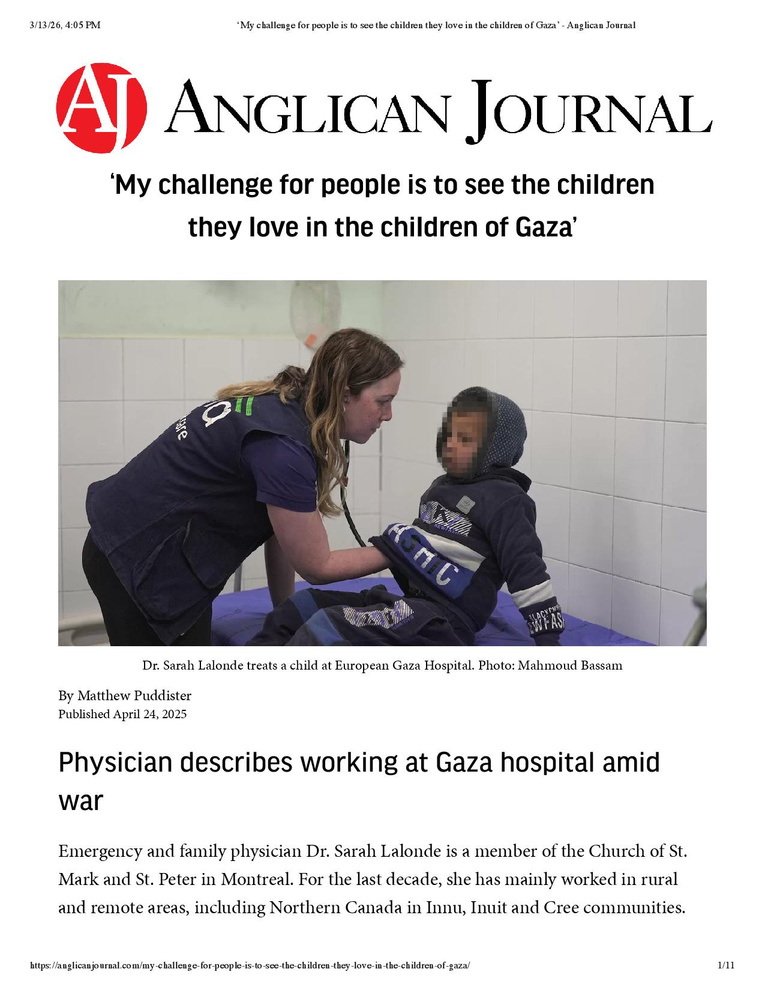 3/13/26, 4:05 PM
‘My challenge for people is to see the children they love in the children of Gaza’ - Anglican Journal
AJ ANGLICAN JOURNAL
‘My challenge for people is to see the children
they love in the children of Gaza’
Dr. Sarah Lalonde treats a child at European Gaza Hospital. Photo: Mahmoud Bassam
By Matthew Puddister
Published April 24, 2025
Physician describes working at Gaza hospital amid
war
Emergency and family physician Dr. Sarah Lalonde is a member of the Church of St.
Mark and St. Peter in Montreal. For the last decade, she has mainly worked in rural
and remote areas, including Northern Canada in Innu, Inuit and Cree communities.
https://anglicanjournal.com/my-challenge-for-people-is-to-see-the-children-they-love-in-the-children-of-gaza/
1/11